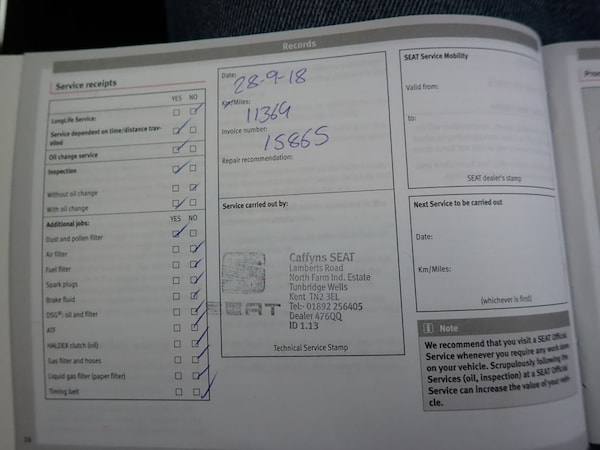 Records
Service receipts
YES NO
LongLife Service:
Service dependent on time/distance trav-
elled
Oil change service
Inspection
Without oil change
With oil change
Additional jobs: YES NO
Dust and pollen filter
Air filter
Fuel filter
Spark plugs
Brake fluid
DSG®: oil and filter
ATF
HALDEX clutch (oil)
Gas filter and hoses
Liquid gas filter (paper filter)
Timing belt
Date:
28-9-18
Km/Miles:
11364
Invoice number:
15865
Repair recommendation:
Service carried out by:
SEAT
Caffyns SEAT
Lamberts Road
North Farm Ind. Estate
Tunbridge Wells
Kent TN2 3EL
Tel:- 01892 256405
Dealer 476QQ
ID 1.13
Technical Service Stamp
SEAT Service Mobility
Valid from:
to:
SEAT dealer's stamp
Next Service to be carried out
Date:
Km/Miles:
(whichever is first)
Note
We recommend that you visit a SEAT Official
Service whenever you require any work done
on your vehicle. Scrupulously following the
Services (oil, inspection) at a SEAT Official
Service can increase the value of your vehi-
cle.